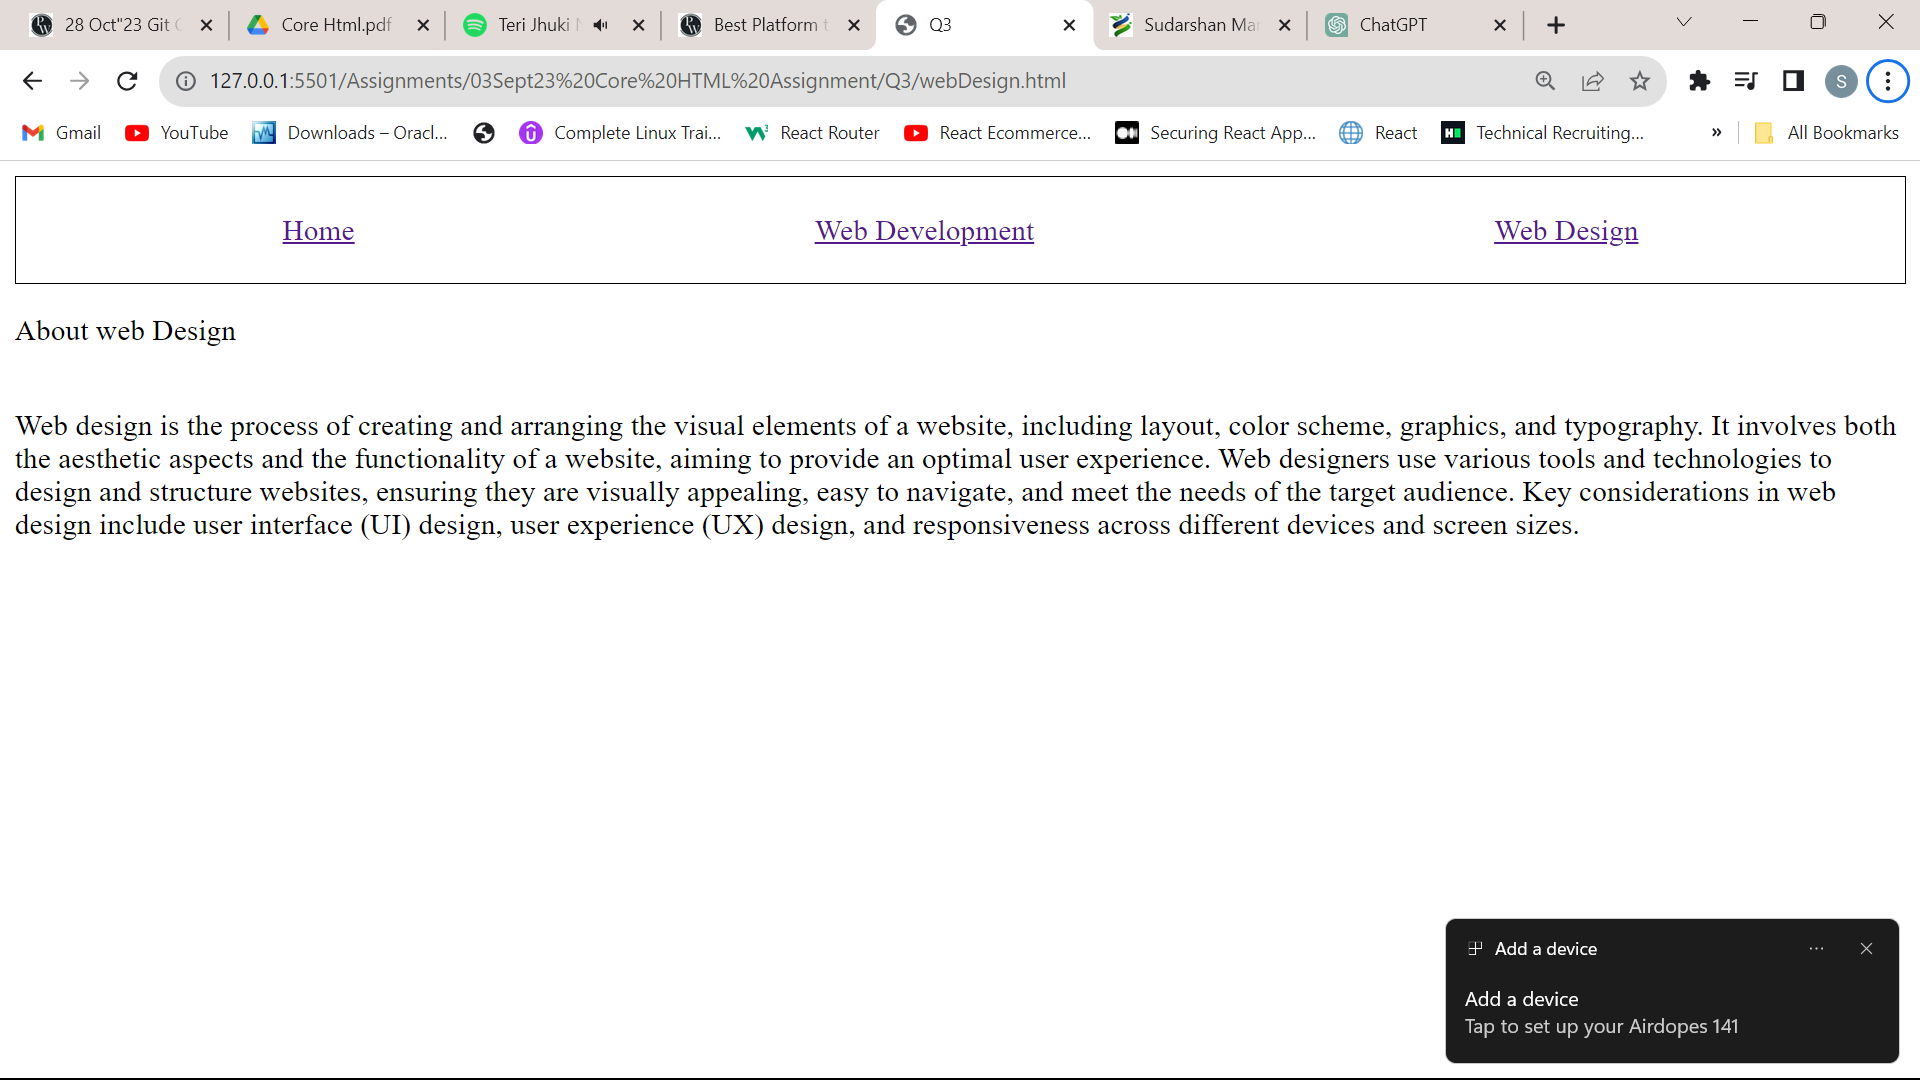 28 Oct"23 Git
Core Html.pdf
Teri Jhuki
Best Platform
Q3
Sudarshan
ChatGPT
127.0.0.1:5501/Assignments/03Sept23%20Core%20HTML%20Assignment/Q3/webDesign.html
S
Gmail
YouTube
Downloads – Oracl...
Complete Linux Trai...
React Router
React Ecommerce...
Securing React App...
React
Technical Recruiting...
»
All Bookmarks
Home
Web Development
Web Design
About web Design
Web design is the process of creating and arranging the visual elements of a website, including layout, color scheme, graphics, and typography. It involves both
the aesthetic aspects and the functionality of a website, aiming to provide an optimal user experience. Web designers use various tools and technologies to
design and structure websites, ensuring they are visually appealing, easy to navigate, and meet the needs of the target audience. Key considerations in web
design include user interface (UI) design, user experience (UX) design, and responsiveness across different devices and screen sizes.
Add a device
Add a device
Tap to set up your Airdopes 141